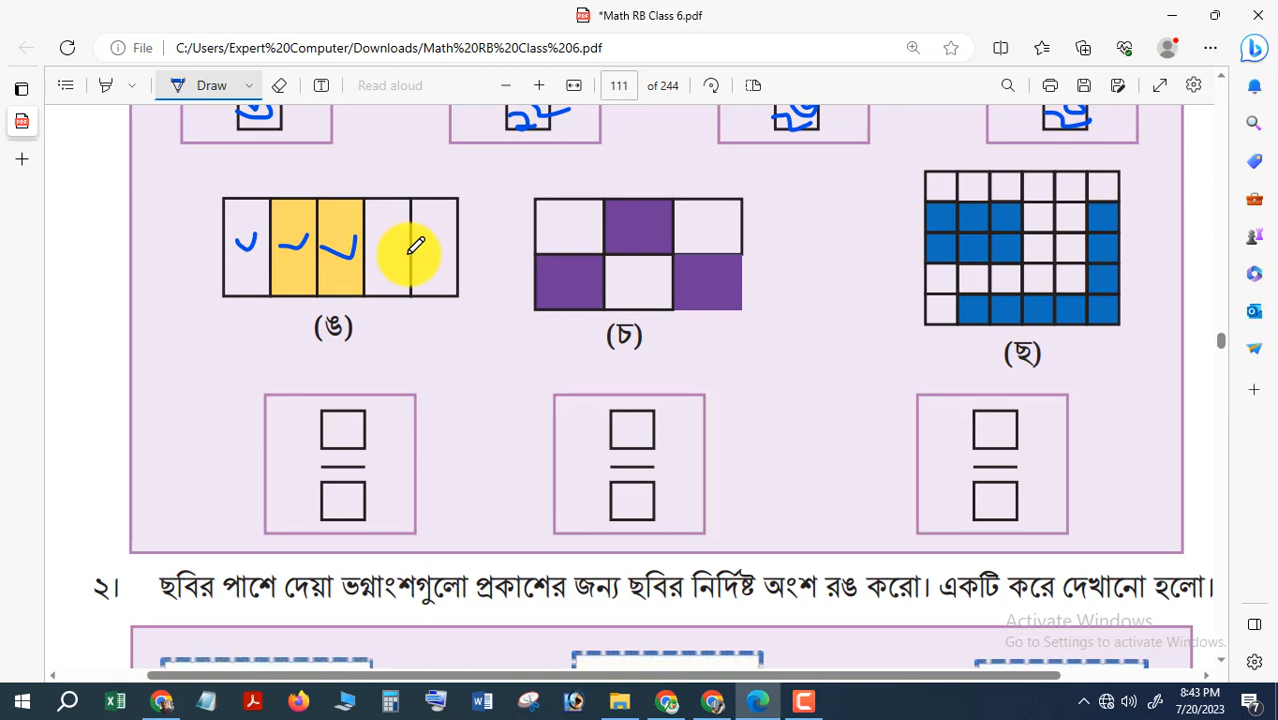 *Math RB Class 6.pdf
File C:/Users/Expert%20Computer/Downloads/Math%20RB%20Class%206.pdf
Draw Read aloud 111 of 244
(ঙ) (চ) (ছ)
২। ছবির পাশে দেয়া ভগ্নাংশগুলো প্রকাশের জন্য ছবির নির্দিষ্ট অংশ রঙ করো। একটি করে দেখানো হলো।
Activate Windows
Go to Settings to activate Windows.
8:43 PM
7/20/2023